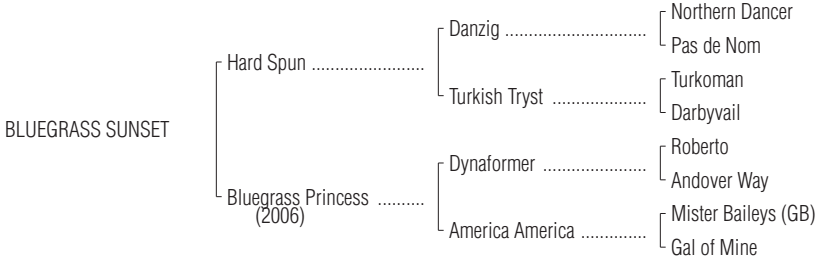 Northern Dancer
Danzig ..............................
Pas de Nom
Hard Spun ........................
Turkoman
Turkish Tryst ....................
Darbyvail
BLUEGRASS SUNSET
Roberto
Dynaformer ......................
Andover Way
Bluegrass Princess ..........
(2006)
Mister Baileys (GB)
America America ..............
Gal of Mine